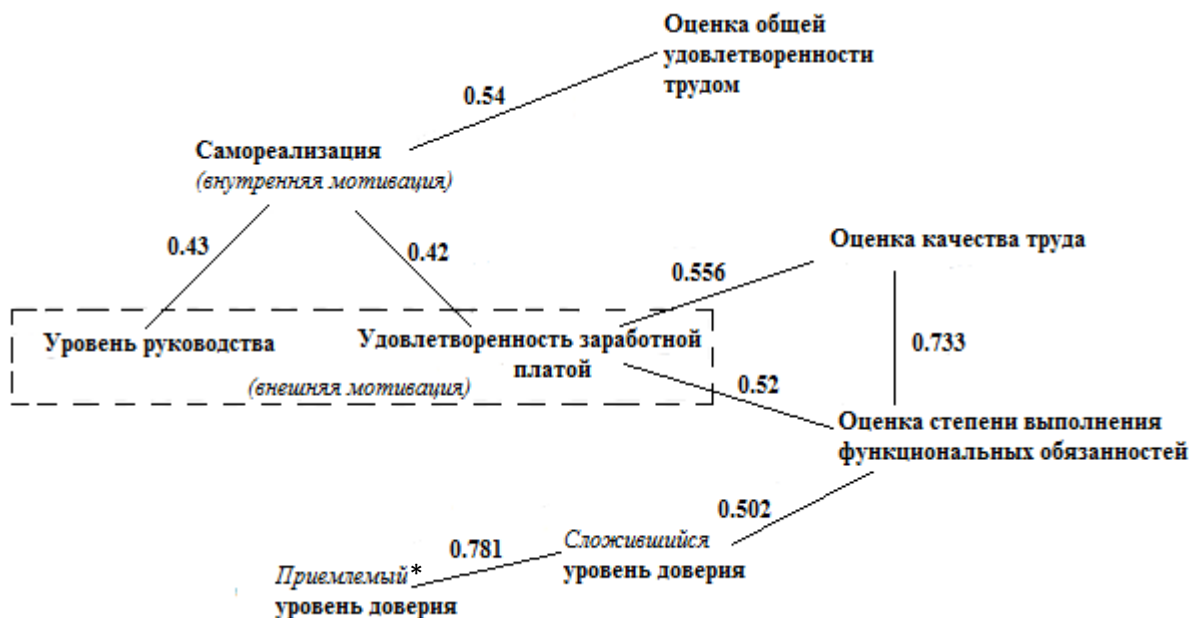 Оценка общей
удовлетворенности
трудом
0.54
Самореализация
(внутренняя мотивация)
0.43
0.42
Оценка качества труда
0.556
Уровень руководства
Удовлетворенность заработной
платой
(внешняя мотивация)
0.733
0.52
Оценка степени выполнения
функциональных обязанностей
0.502
0.781
Сложившийся
уровень доверия
Приемлемый*
уровень доверия